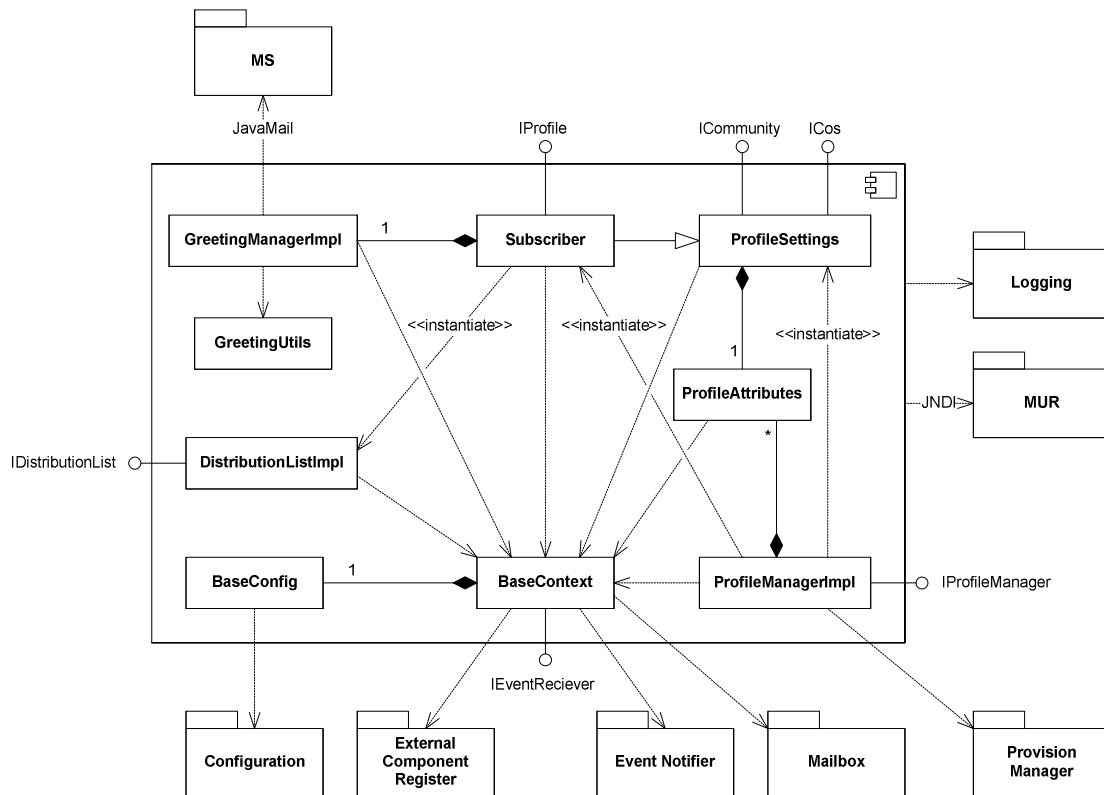 MS
JavaMail
IProfile
ICommunity
ICos
GreetingManagerImpl
1
Subscriber
ProfileSettings
Logging
GreetingUtils
<<instantiate>>
<<instantiate>>
<<instantiate>>
1
ProfileAttributes
JNDI
MUR
*
IDistributionList
DistributionListImpl
BaseConfig
1
BaseContext
ProfileManagerImpl
IProfileManager
IEventReciever
Configuration
External
Component
Register
Event Notifier
Mailbox
Provision
Manager